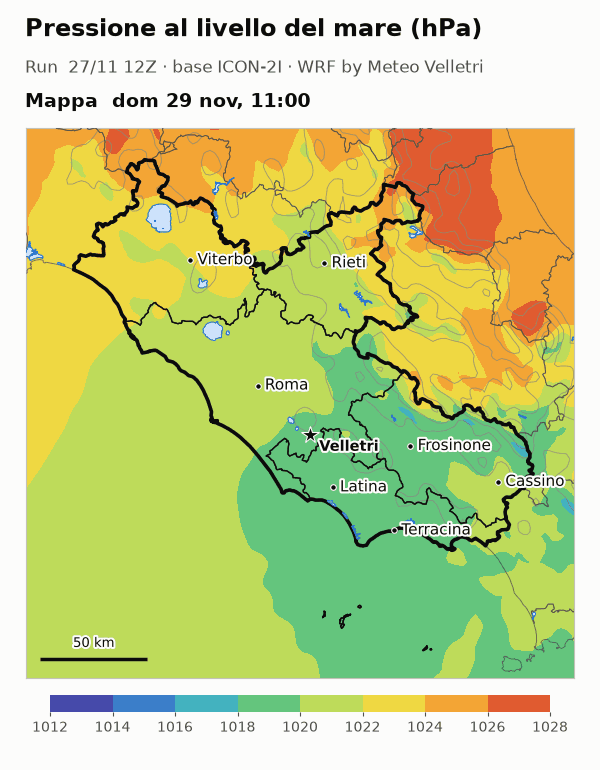 Pressione al livello del mare (hPa)
Run  27/11 12Z · base ICON-2I · WRF by Meteo Velletri
Mappa  dom 29 nov, 11:00
Viterbo
Rieti
Roma
Velletri
Frosinone
Cassino
Latina
Terracina
50 km
1012 1014 1016 1018 1020 1022 1024 1026 1028